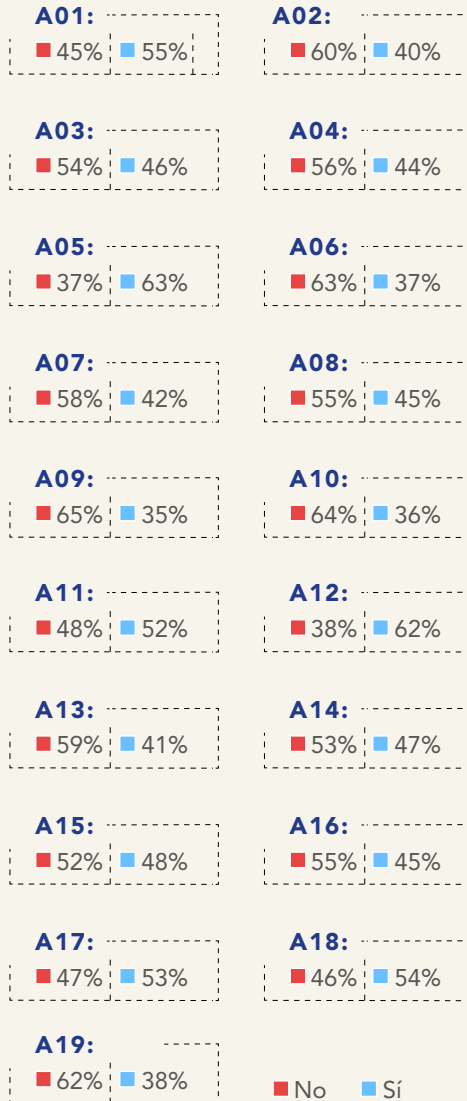 A01: A02:
45% 55% 60% 40%
A03: A04:
54% 46% 56% 44%
A05: A06:
37% 63% 63% 37%
A07: A08:
58% 42% 55% 45%
A09: A10:
65% 35% 64% 36%
A11: A12:
48% 52% 38% 62%
A13: A14:
59% 41% 53% 47%
A15: A16:
52% 48% 55% 45%
A17: A18:
47% 53% 46% 54%
A19:
62% 38% No Sí